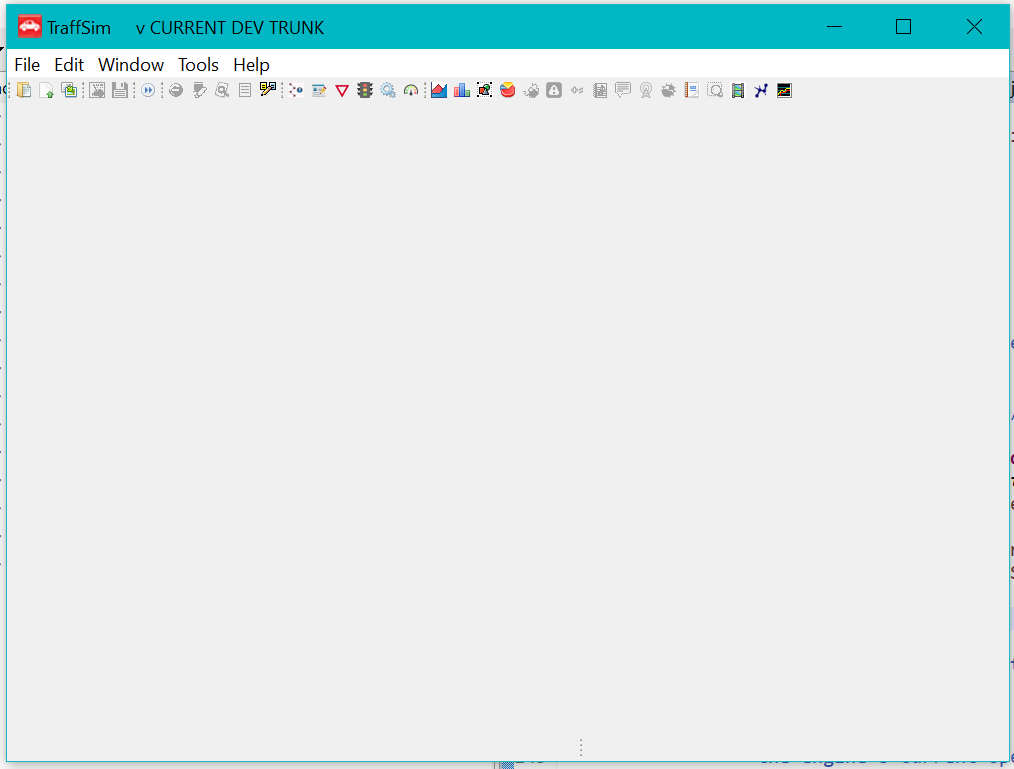 TraffSim v CURRENT DEV TRUNK
File Edit Window Tools Help